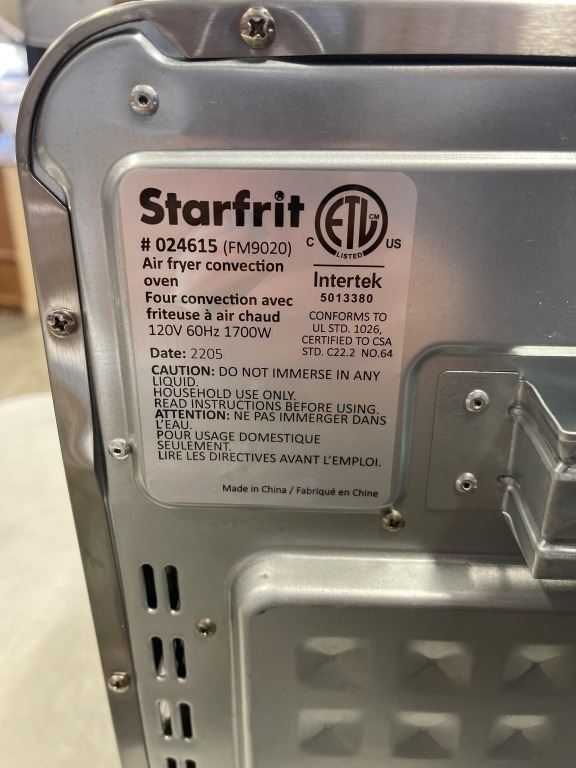 Starfrit
# 024615 (FM9020)
Air fryer convection
oven
Four convection avec
friteuse à air chaud
120V 60Hz 1700W
Date: 2205
ETL
CM
LISTED
C
US
Intertek
5013380
CONFORMS TO
UL STD. 1026,
CERTIFIED TO CSA
STD. C22.2 NO.64
CAUTION: DO NOT IMMERSE IN ANY
LIQUID.
HOUSEHOLD USE ONLY.
READ INSTRUCTIONS BEFORE USING.
ATTENTION: NE PAS IMMERGER DANS
L'EAU.
POUR USAGE DOMESTIQUE
SEULEMENT.
LIRE LES DIRECTIVES AVANT L'EMPLOI.
Made in China / Fabriqué en Chine